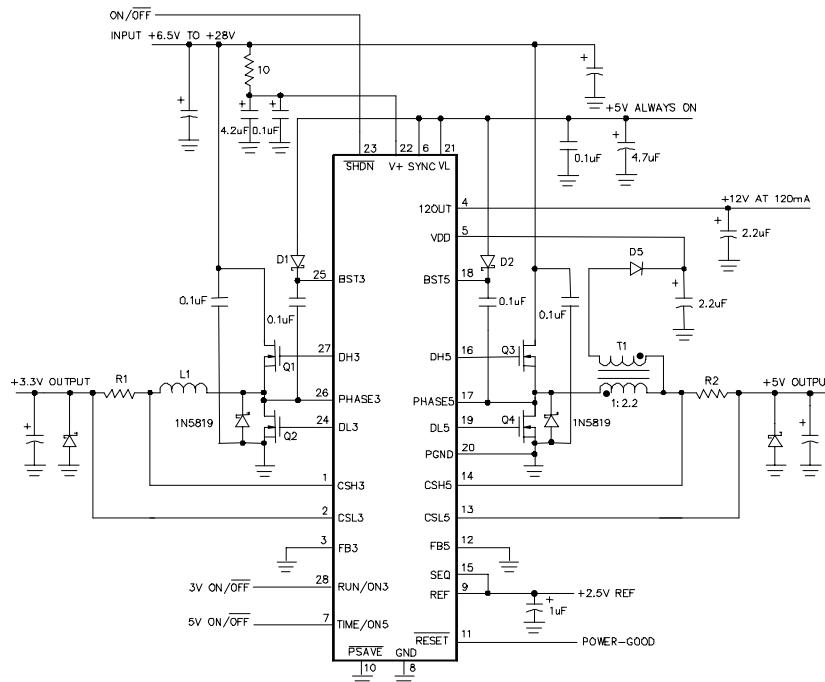 ON/OFF
INPUT +6.5V TO +28V
10
4.2uF 0.1uF
+5V ALWAYS ON
0.1uF 4.7uF
23 22 6 21
SHDN V+ SYNC VL
12OUT 4 +12V AT 120mA
VDD 5
2.2uF
D1 D2 D5
25 BST3 BST5 18
0.1uF 0.1uF 0.1uF 0.1uF 2.2uF
T1
Q1 27 DH3 DH5 16 Q3
+3.3V OUTPUT R1 L1 R2 +5V OUTPUT
26 PHASE3 PHASE5 17
1:2.2
1N5819 Q2 24 DL3 DL5 19 Q4 1N5819
PGND 20
1 CSH3 CSH5 14
2 CSL3 CSL5 13
3 FB3 FB5 12
SEQ 15
3V ON/OFF 28 RUN/ON3 REF 9 +2.5V REF
1uF
5V ON/OFF 7 TIME/ON5
RESET 11 POWER-GOOD
PSAVE GND
10 8
+
+
+
+
+
+
+
+
+
+